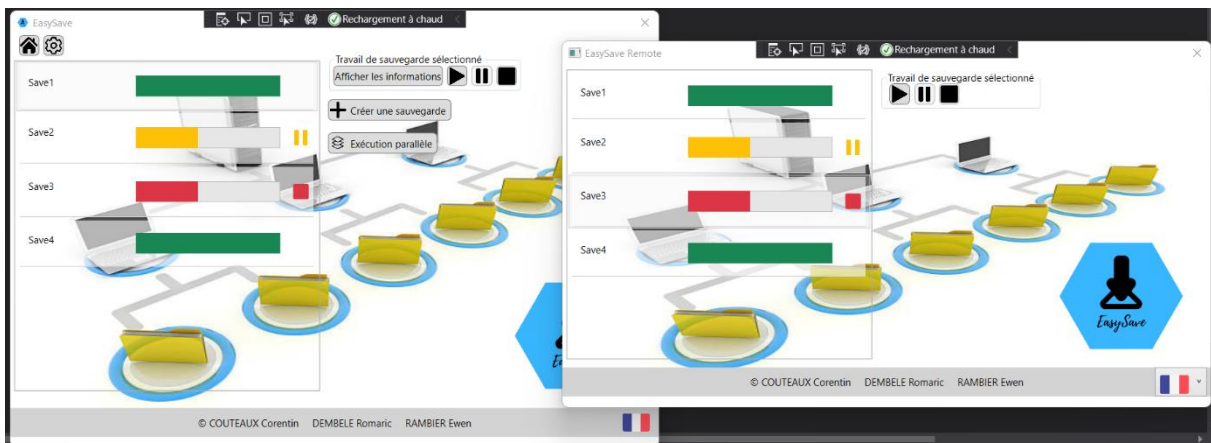 EasySave
Rechargement à chaud
Travail de sauvegarde sélectionné
Afficher les informations
Save1
Créer une sauvegarde
Save2
Exécution parallèle
Save3
Save4
© COUTEAUX Corentin DEMBELE Romaric RAMBIER Ewen
EasySave Remote
Rechargement à chaud
Travail de sauvegarde sélectionné
Save1
Save2
Save3
Save4
EasySave
© COUTEAUX Corentin DEMBELE Romaric RAMBIER Ewen